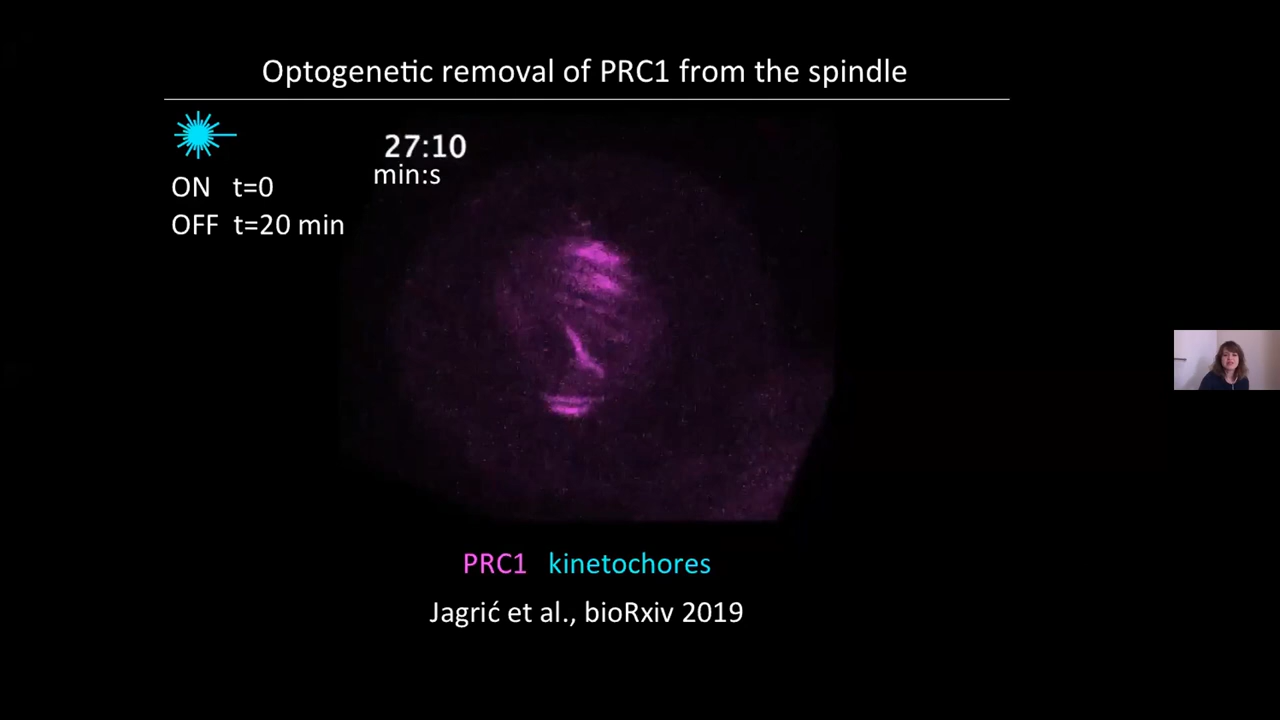 Optogenetic removal of PRC1 from the spindle
27:10
min:s
ON t=0
OFF t=20 min
PRC1 kinetochores
Jagrić et al., bioRxiv 2019